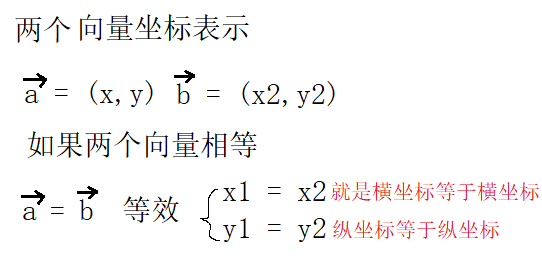 两个向量坐标表示
a = (x,y) b = (x2,y2)
如果两个向量相等
a = b 等效 { x1 = x2 就是横坐标等于横坐标
y1 = y2 纵坐标等于纵坐标